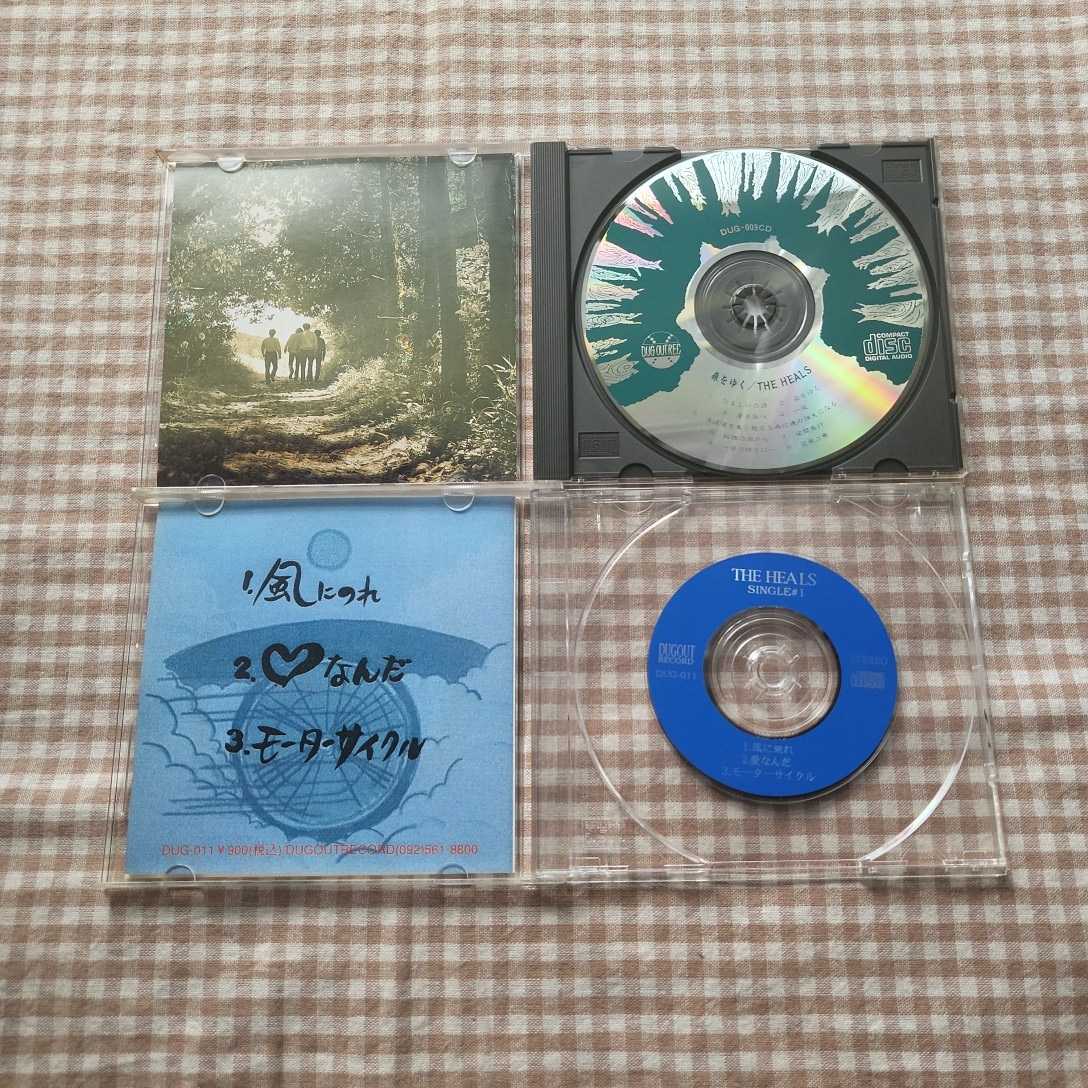 DUG-003CD
DUG OUT REC
COMPACT
disc
DIGITAL AUDIO
森をゆく/THE HEALS
1.風にのれ
2.♡なんだ
3.モーターサイクル
DUG-011 ¥900(税込) DUGOUTRECORD(092)561-8800
THE HEALS
SINGLE#1
DUGOUT
RECORD
DUG-011
STEREO
disc
1.風に乗れ
2.愛なんだ
3.モーターサイクル